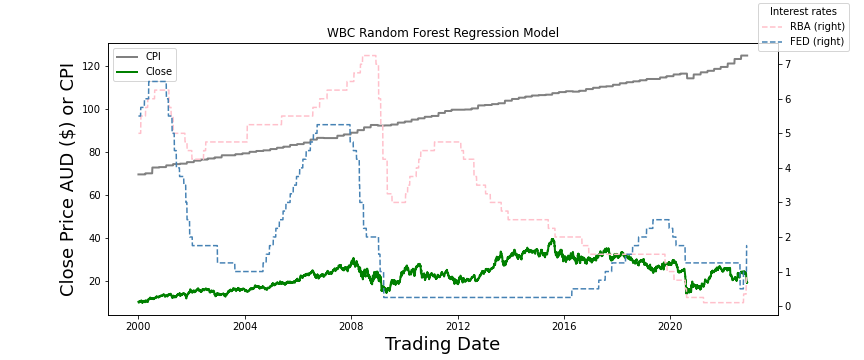 WBC Random Forest Regression Model
Interest rates
RBA (right)
FED (right)
CPI
Close
Close Price AUD ($) or CPI
120
100
80
60
40
20
7
6
5
4
3
2
1
0
2000 2004 2008 2012 2016 2020
Trading Date